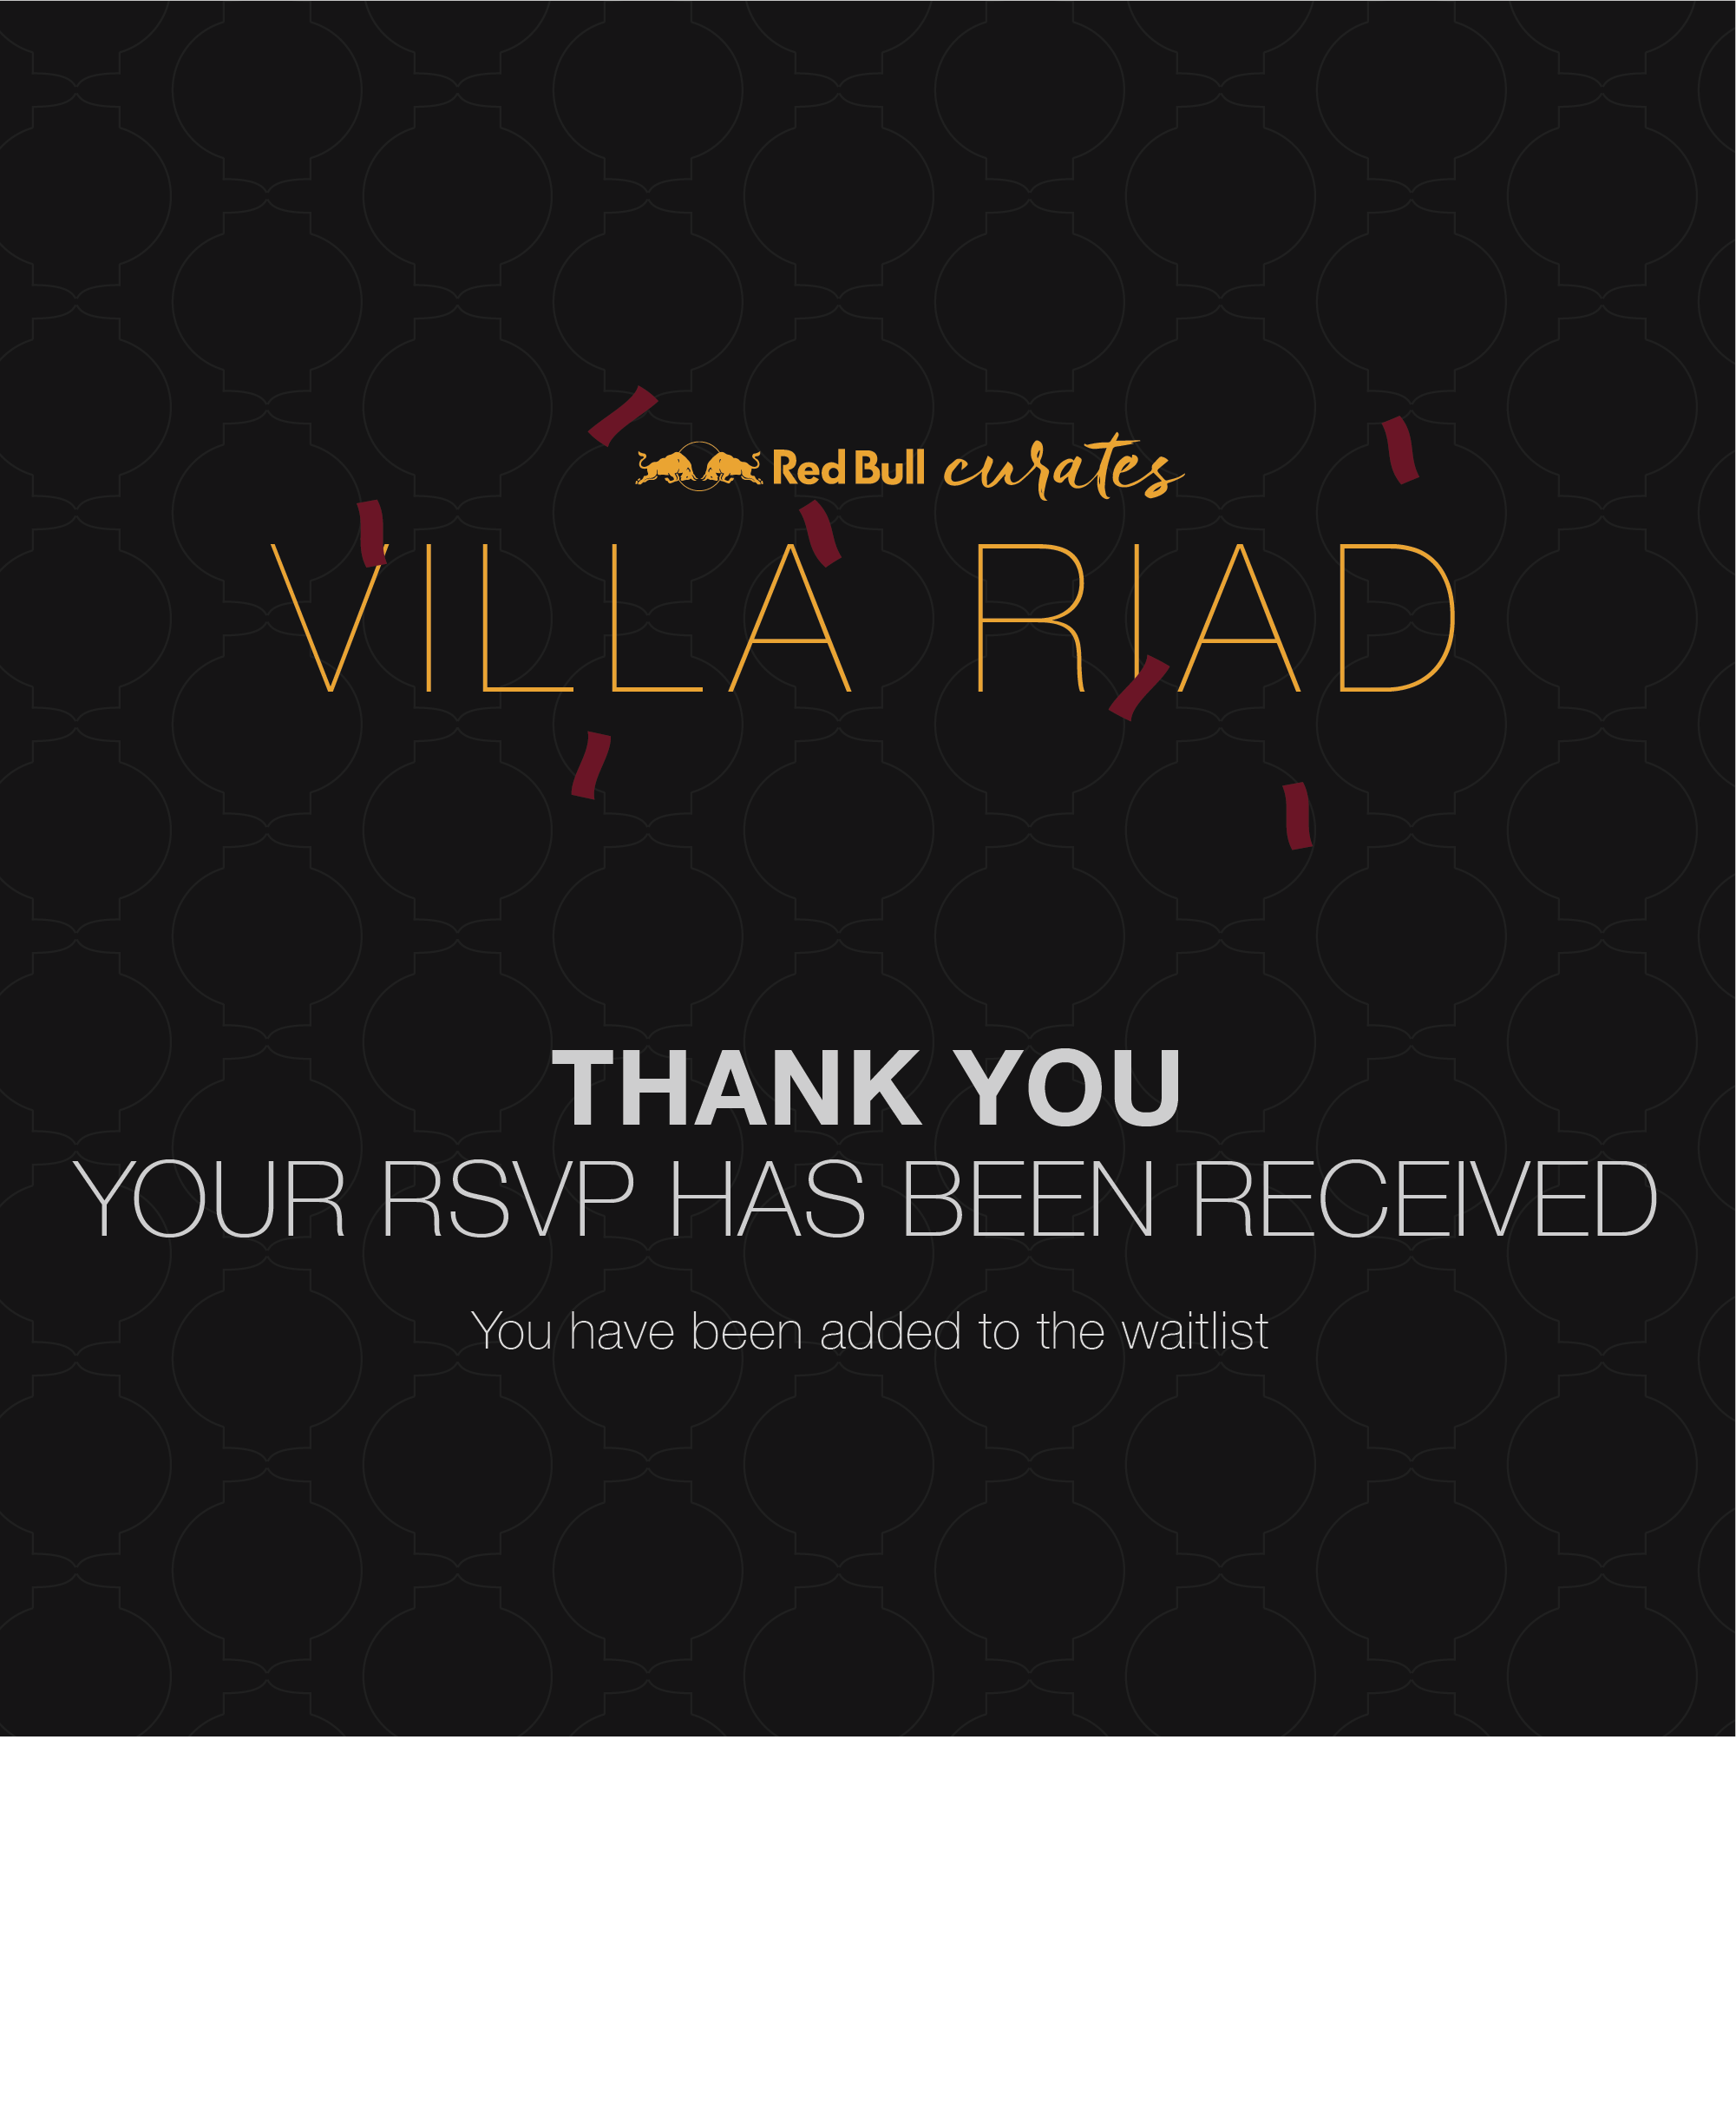 Red Bull curates
VILLA RIAD
THANK YOU
YOUR RSVP HAS BEEN RECEIVED
You have been added to the waitlist